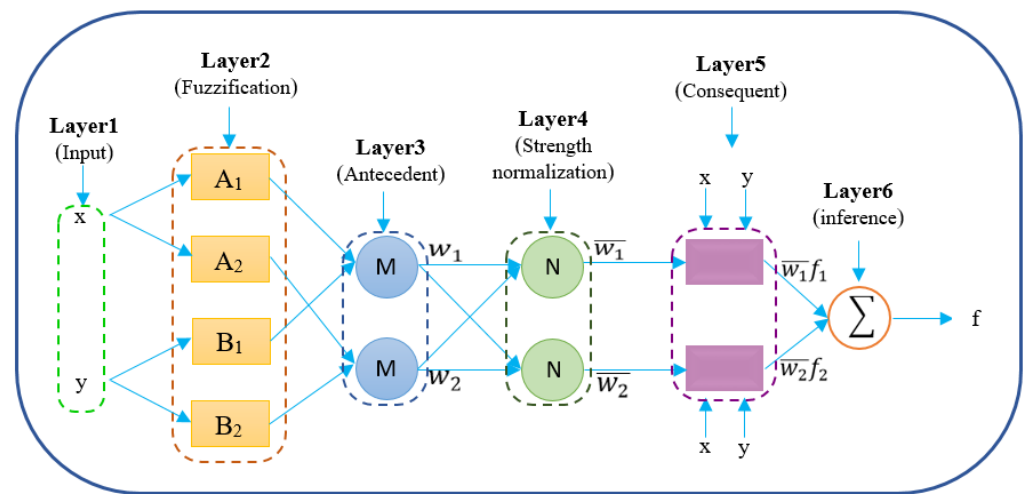 Layer1
(Input)
x
y
Layer2
(Fuzzification)
A₁
A₂
B₁
B₂
Layer3
(Antecedent)
M
M
w₁
w₂
Layer4
(Strength
normalization)
N
N
w̅₁
w̅₂
Layer5
(Consequent)
x y
x y
w̅₁f₁
w̅₂f₂
Layer6
(inference)
∑
f